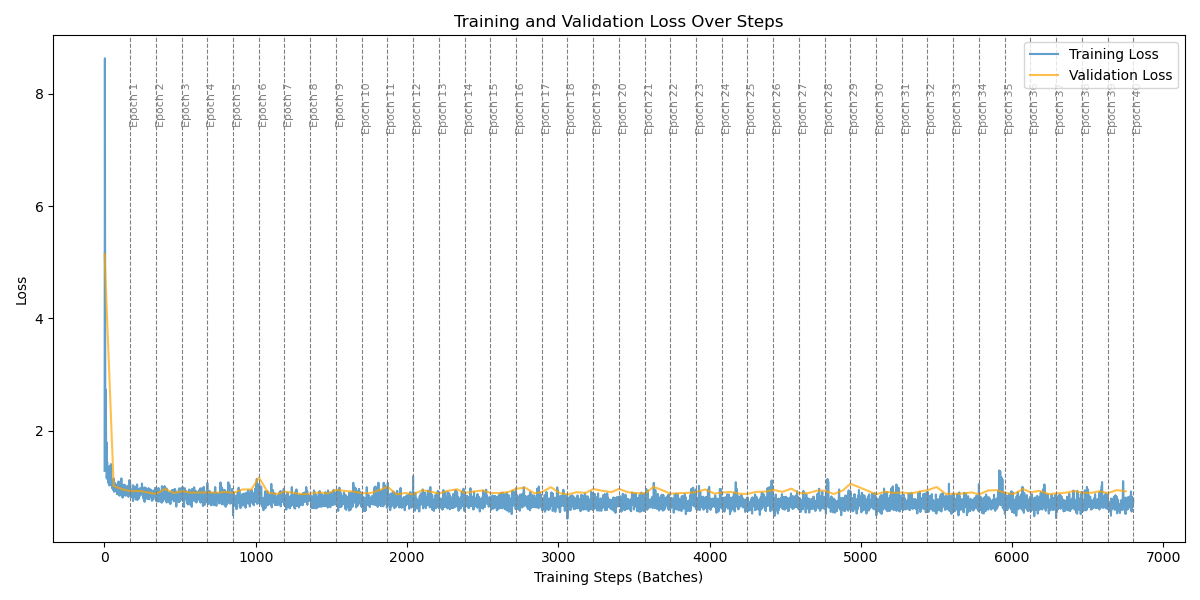 Training and Validation Loss Over Steps
Training Loss
Validation Loss
Epoch 1
Epoch 2
Epoch 3
Epoch 4
Epoch 5
Epoch 6
Epoch 7
Epoch 8
Epoch 9
Epoch 10
Epoch 11
Epoch 12
Epoch 13
Epoch 14
Epoch 15
Epoch 16
Epoch 17
Epoch 18
Epoch 19
Epoch 20
Epoch 21
Epoch 22
Epoch 23
Epoch 24
Epoch 25
Epoch 26
Epoch 27
Epoch 28
Epoch 29
Epoch 30
Epoch 31
Epoch 32
Epoch 33
Epoch 34
Epoch 35
Epoch
Epoch
Epoch
Epoch
Epoch
8
6
4
2
Loss
0
1000
2000
3000
4000
5000
6000
7000
Training Steps (Batches)